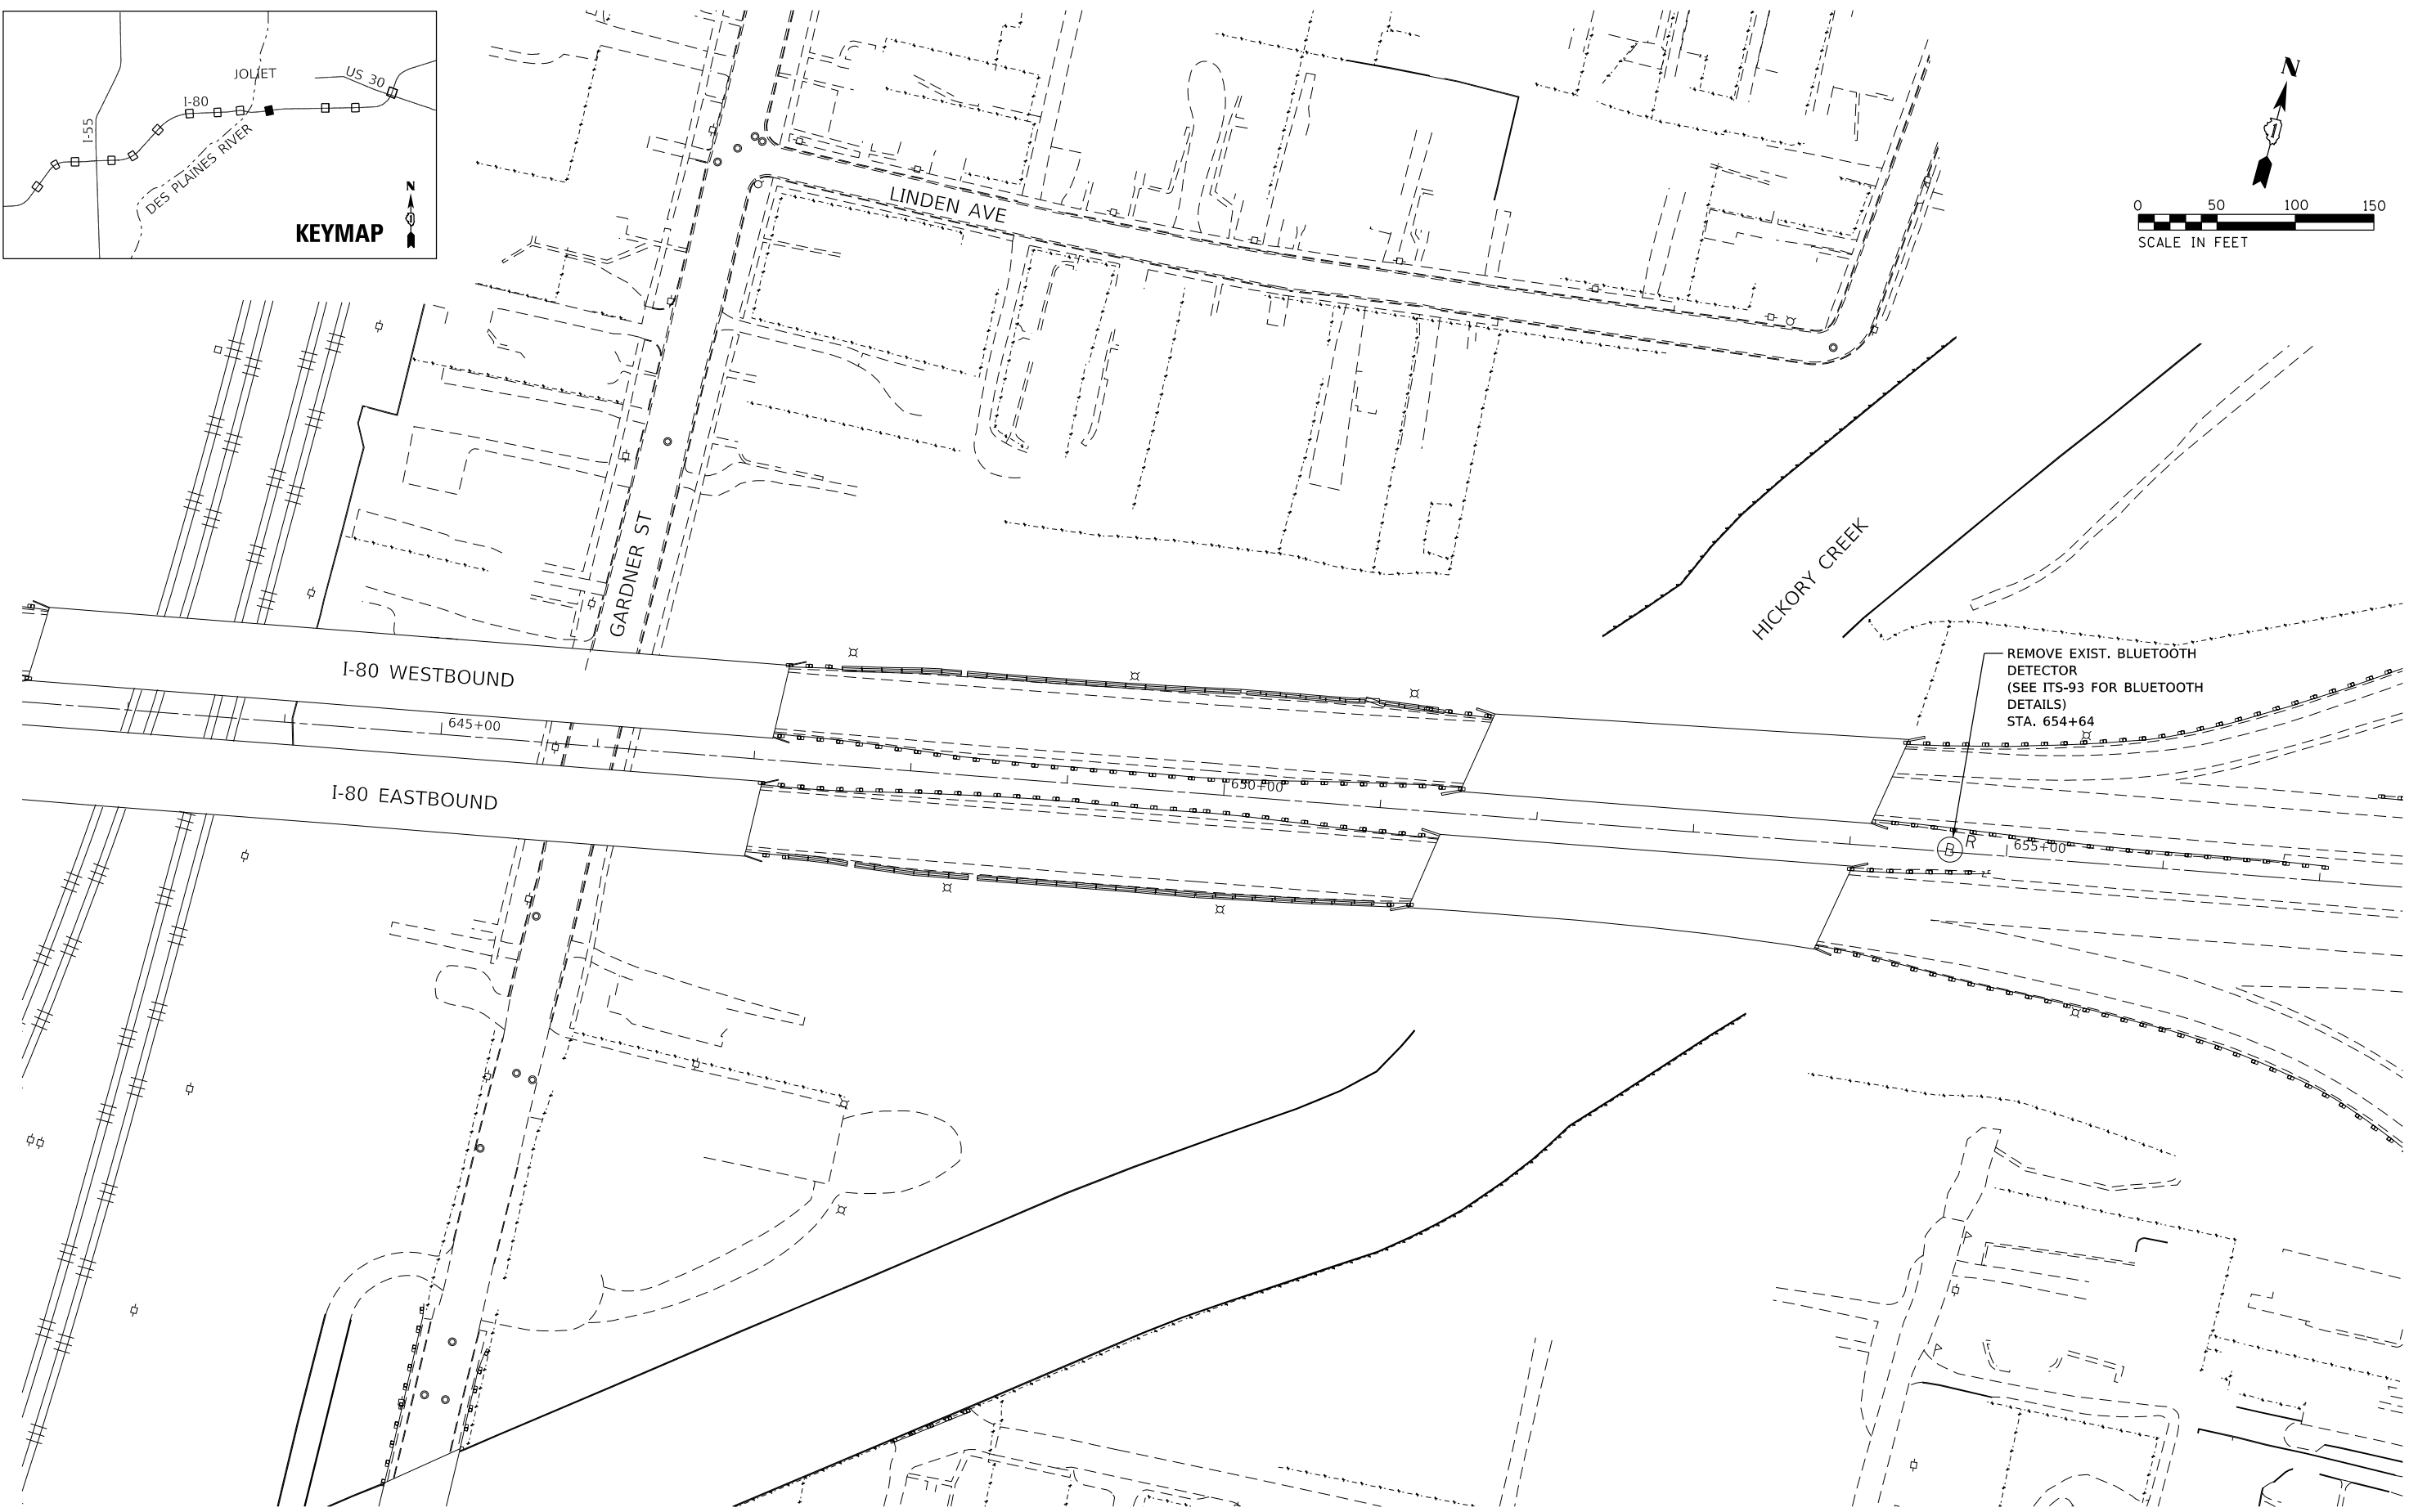 JOLIET
US 30
I-80
I-55
DES PLAINES RIVER
N
KEYMAP
N
0 50 100 150
SCALE IN FEET
LINDEN AVE
GARDNER ST
HICKORY CREEK
I-80 WESTBOUND
REMOVE EXIST. BLUETOOTH
DETECTOR
(SEE ITS-93 FOR BLUETOOTH
DETAILS)
STA. 654+64
645+00
650+00
655+00
B
R
I-80 EASTBOUND